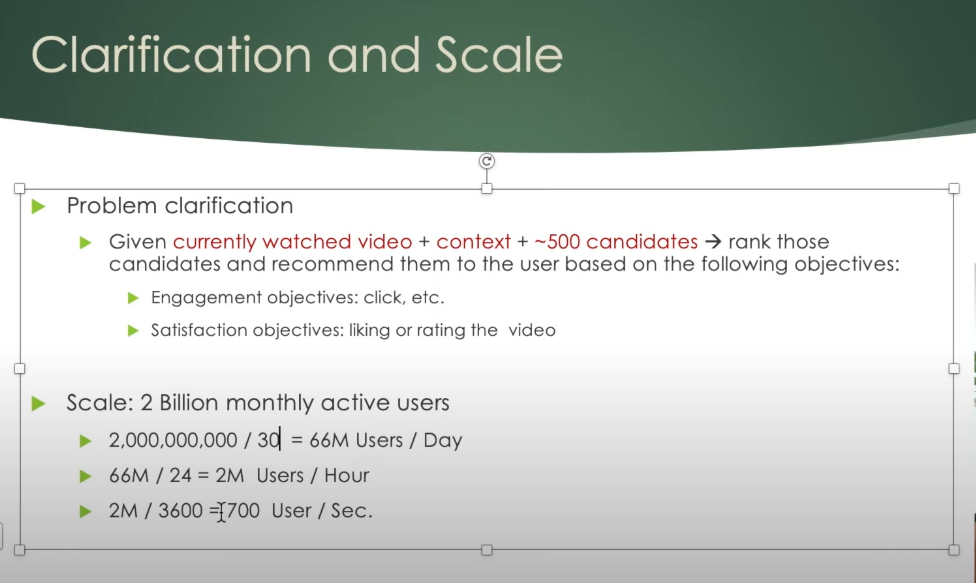 Clarification and Scale
Problem clarification
Given currently watched video + context + ~500 candidates → rank those
candidates and recommend them to the user based on the following objectives:
Engagement objectives: click, etc.
Satisfaction objectives: liking or rating the video
Scale: 2 Billion monthly active users
2,000,000,000 / 30 = 66M Users / Day
66M / 24 = 2M Users / Hour
2M / 3600 = 700 User / Sec.